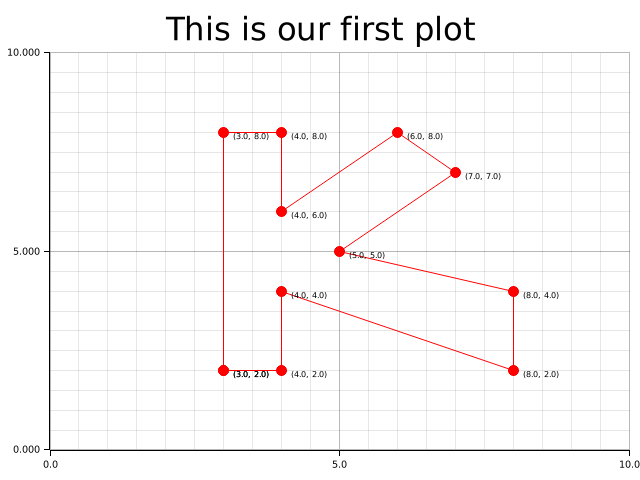 This is our first plot
10.000
(3.0, 8.0) (4.0, 8.0) (6.0, 8.0)
(7.0, 7.0)
(4.0, 6.0)
5.000
(5.0, 5.0)
(4.0, 4.0) (8.0, 4.0)
(3.0, 2.0) (4.0, 2.0) (8.0, 2.0)
0.000
0.0 5.0 10.0